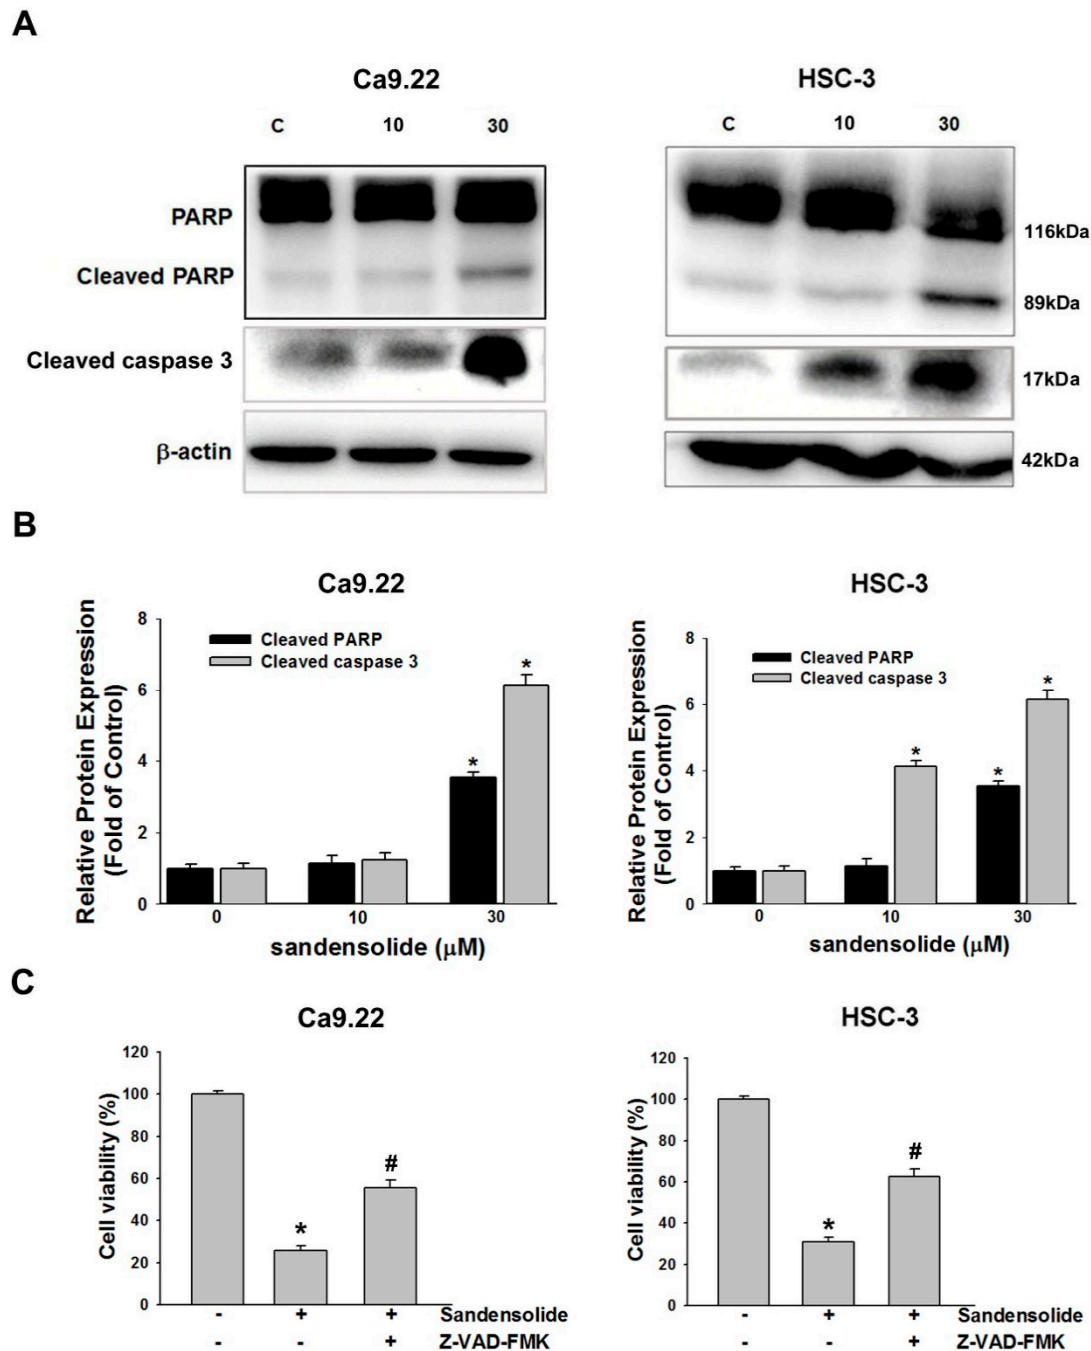 A
Ca9.22
HSC-3
C 10 30
C 10 30
PARP
116kDa
Cleaved PARP
89kDa
Cleaved caspase 3
17kDa
β-actin
42kDa
B
Ca9.22
HSC-3
Relative Protein Expression
(Fold of Control)
8
6
4
2
0
Cleaved PARP
Cleaved caspase 3
*
*
0 10 30
sandensolide (μM)
Relative Protein Expression
(Fold of Control)
8
6
4
2
0
Cleaved PARP
Cleaved caspase 3
*
*
*
0 10 30
sandensolide (μM)
C
Ca9.22
HSC-3
Cell viability (%)
120
100
80
60
40
20
0
*
#
- + + Sandensolide
- - + Z-VAD-FMK
Cell viability (%)
120
100
80
60
40
20
0
*
#
- + + Sandensolide
- - + Z-VAD-FMK